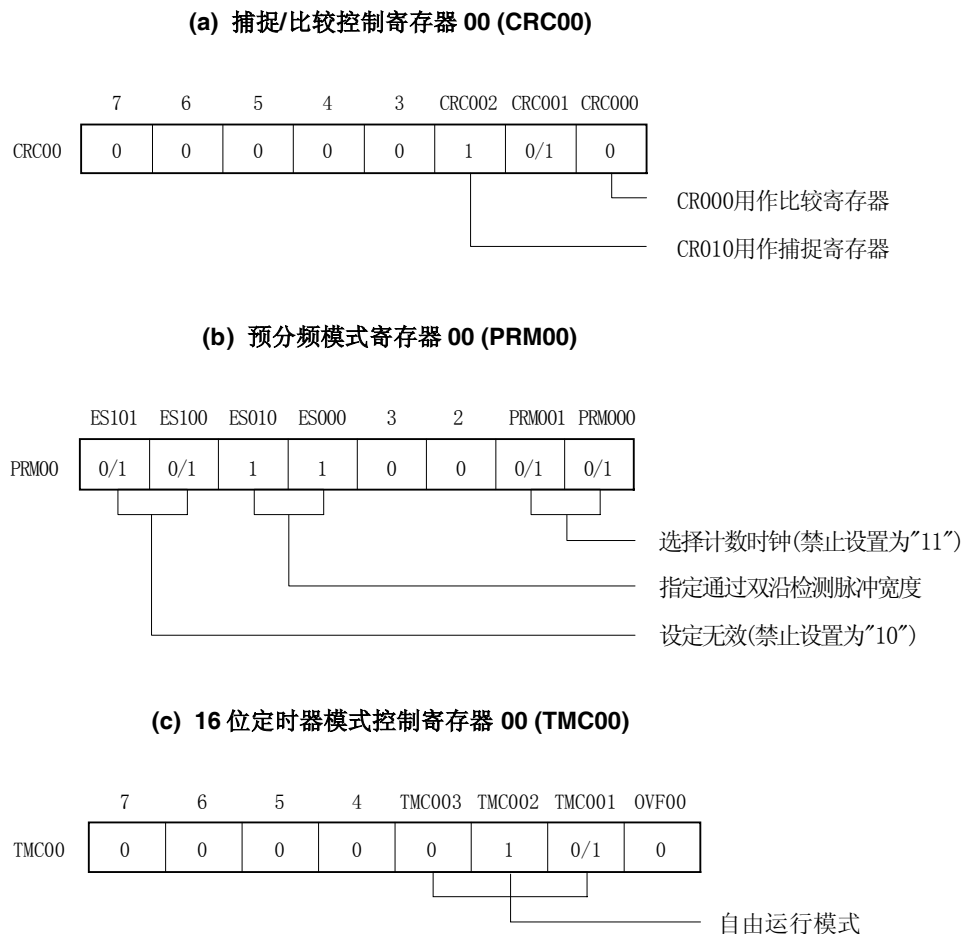 (a) 捕捉/比较控制寄存器 00 (CRC00)
7 6 5 4 3 CRC002 CRC001 CRC000
CRC00 0 0 0 0 0 1 0/1 0
CR000用作比较寄存器
CR010用作捕捉寄存器
(b) 预分频模式寄存器 00 (PRM00)
ES101 ES100 ES010 ES000 3 2 PRM001 PRM000
PRM00 0/1 0/1 1 1 0 0 0/1 0/1
选择计数时钟(禁止设置为"11")
指定通过双沿检测脉冲宽度
设定无效(禁止设置为"10")
(c) 16 位定时器模式控制寄存器 00 (TMC00)
7 6 5 4 TMC003 TMC002 TMC001 OVF00
TMC00 0 0 0 0 0 1 0/1 0
自由运行模式